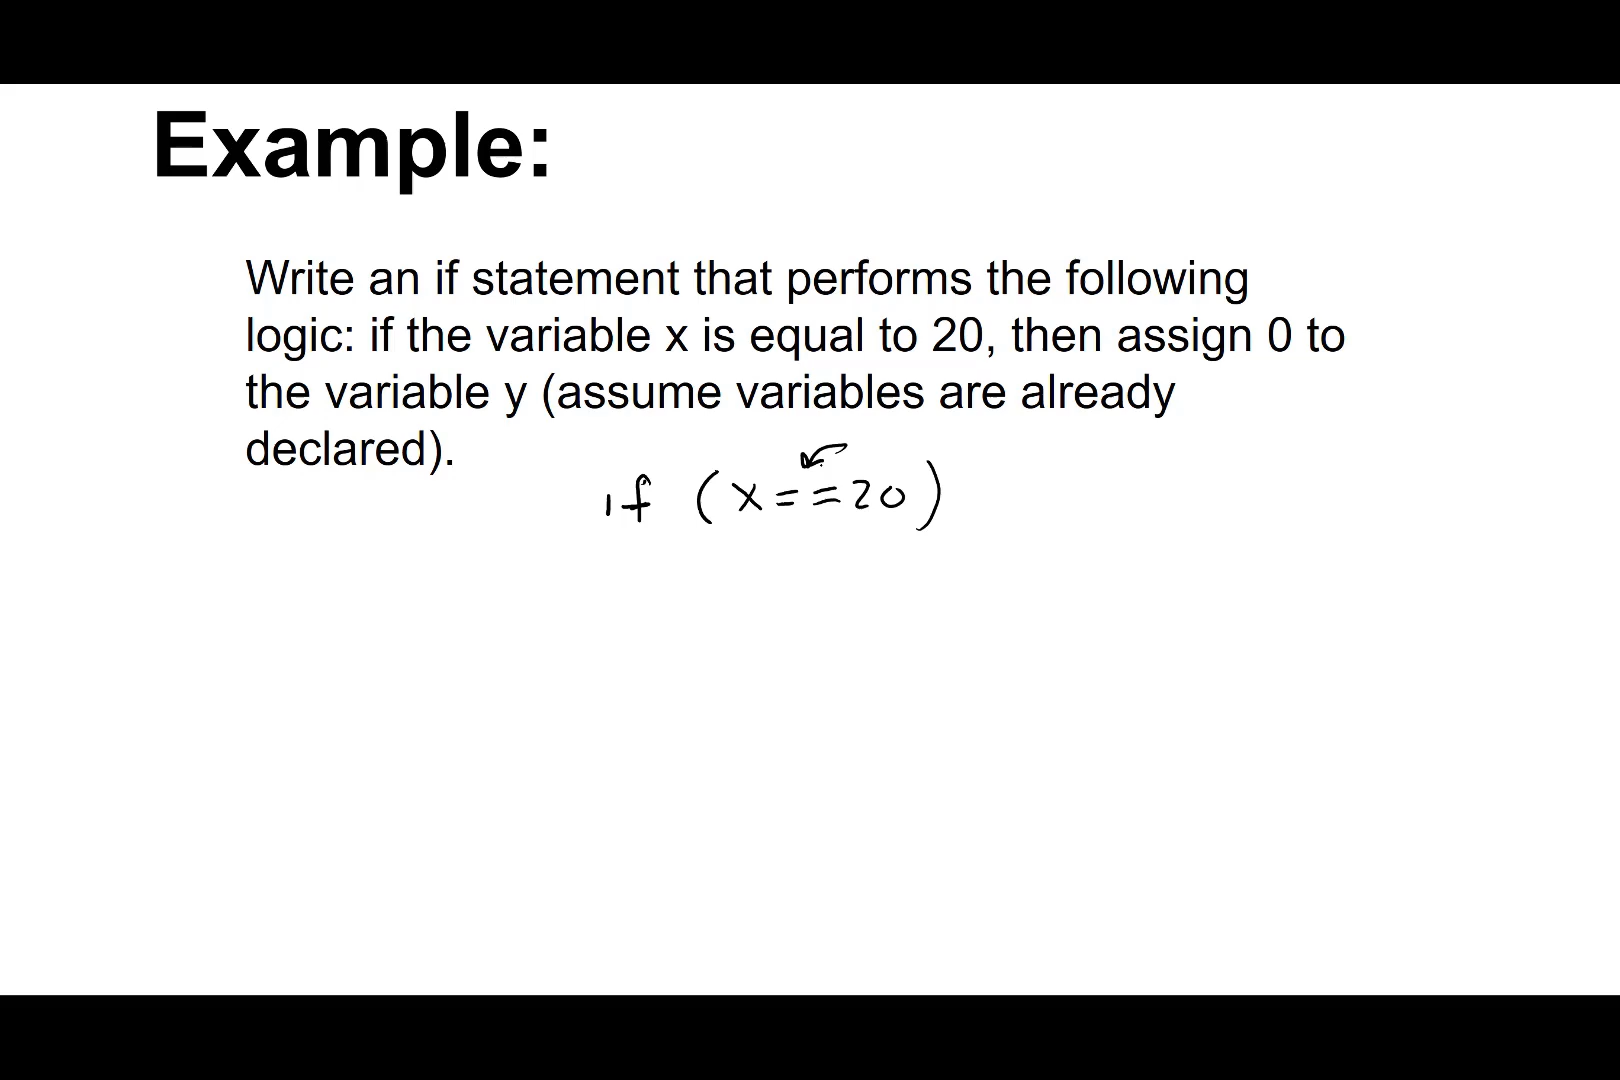 Example:
Write an if statement that performs the following
logic: if the variable x is equal to 20, then assign 0 to
the variable y (assume variables are already
declared).
if (x==20)